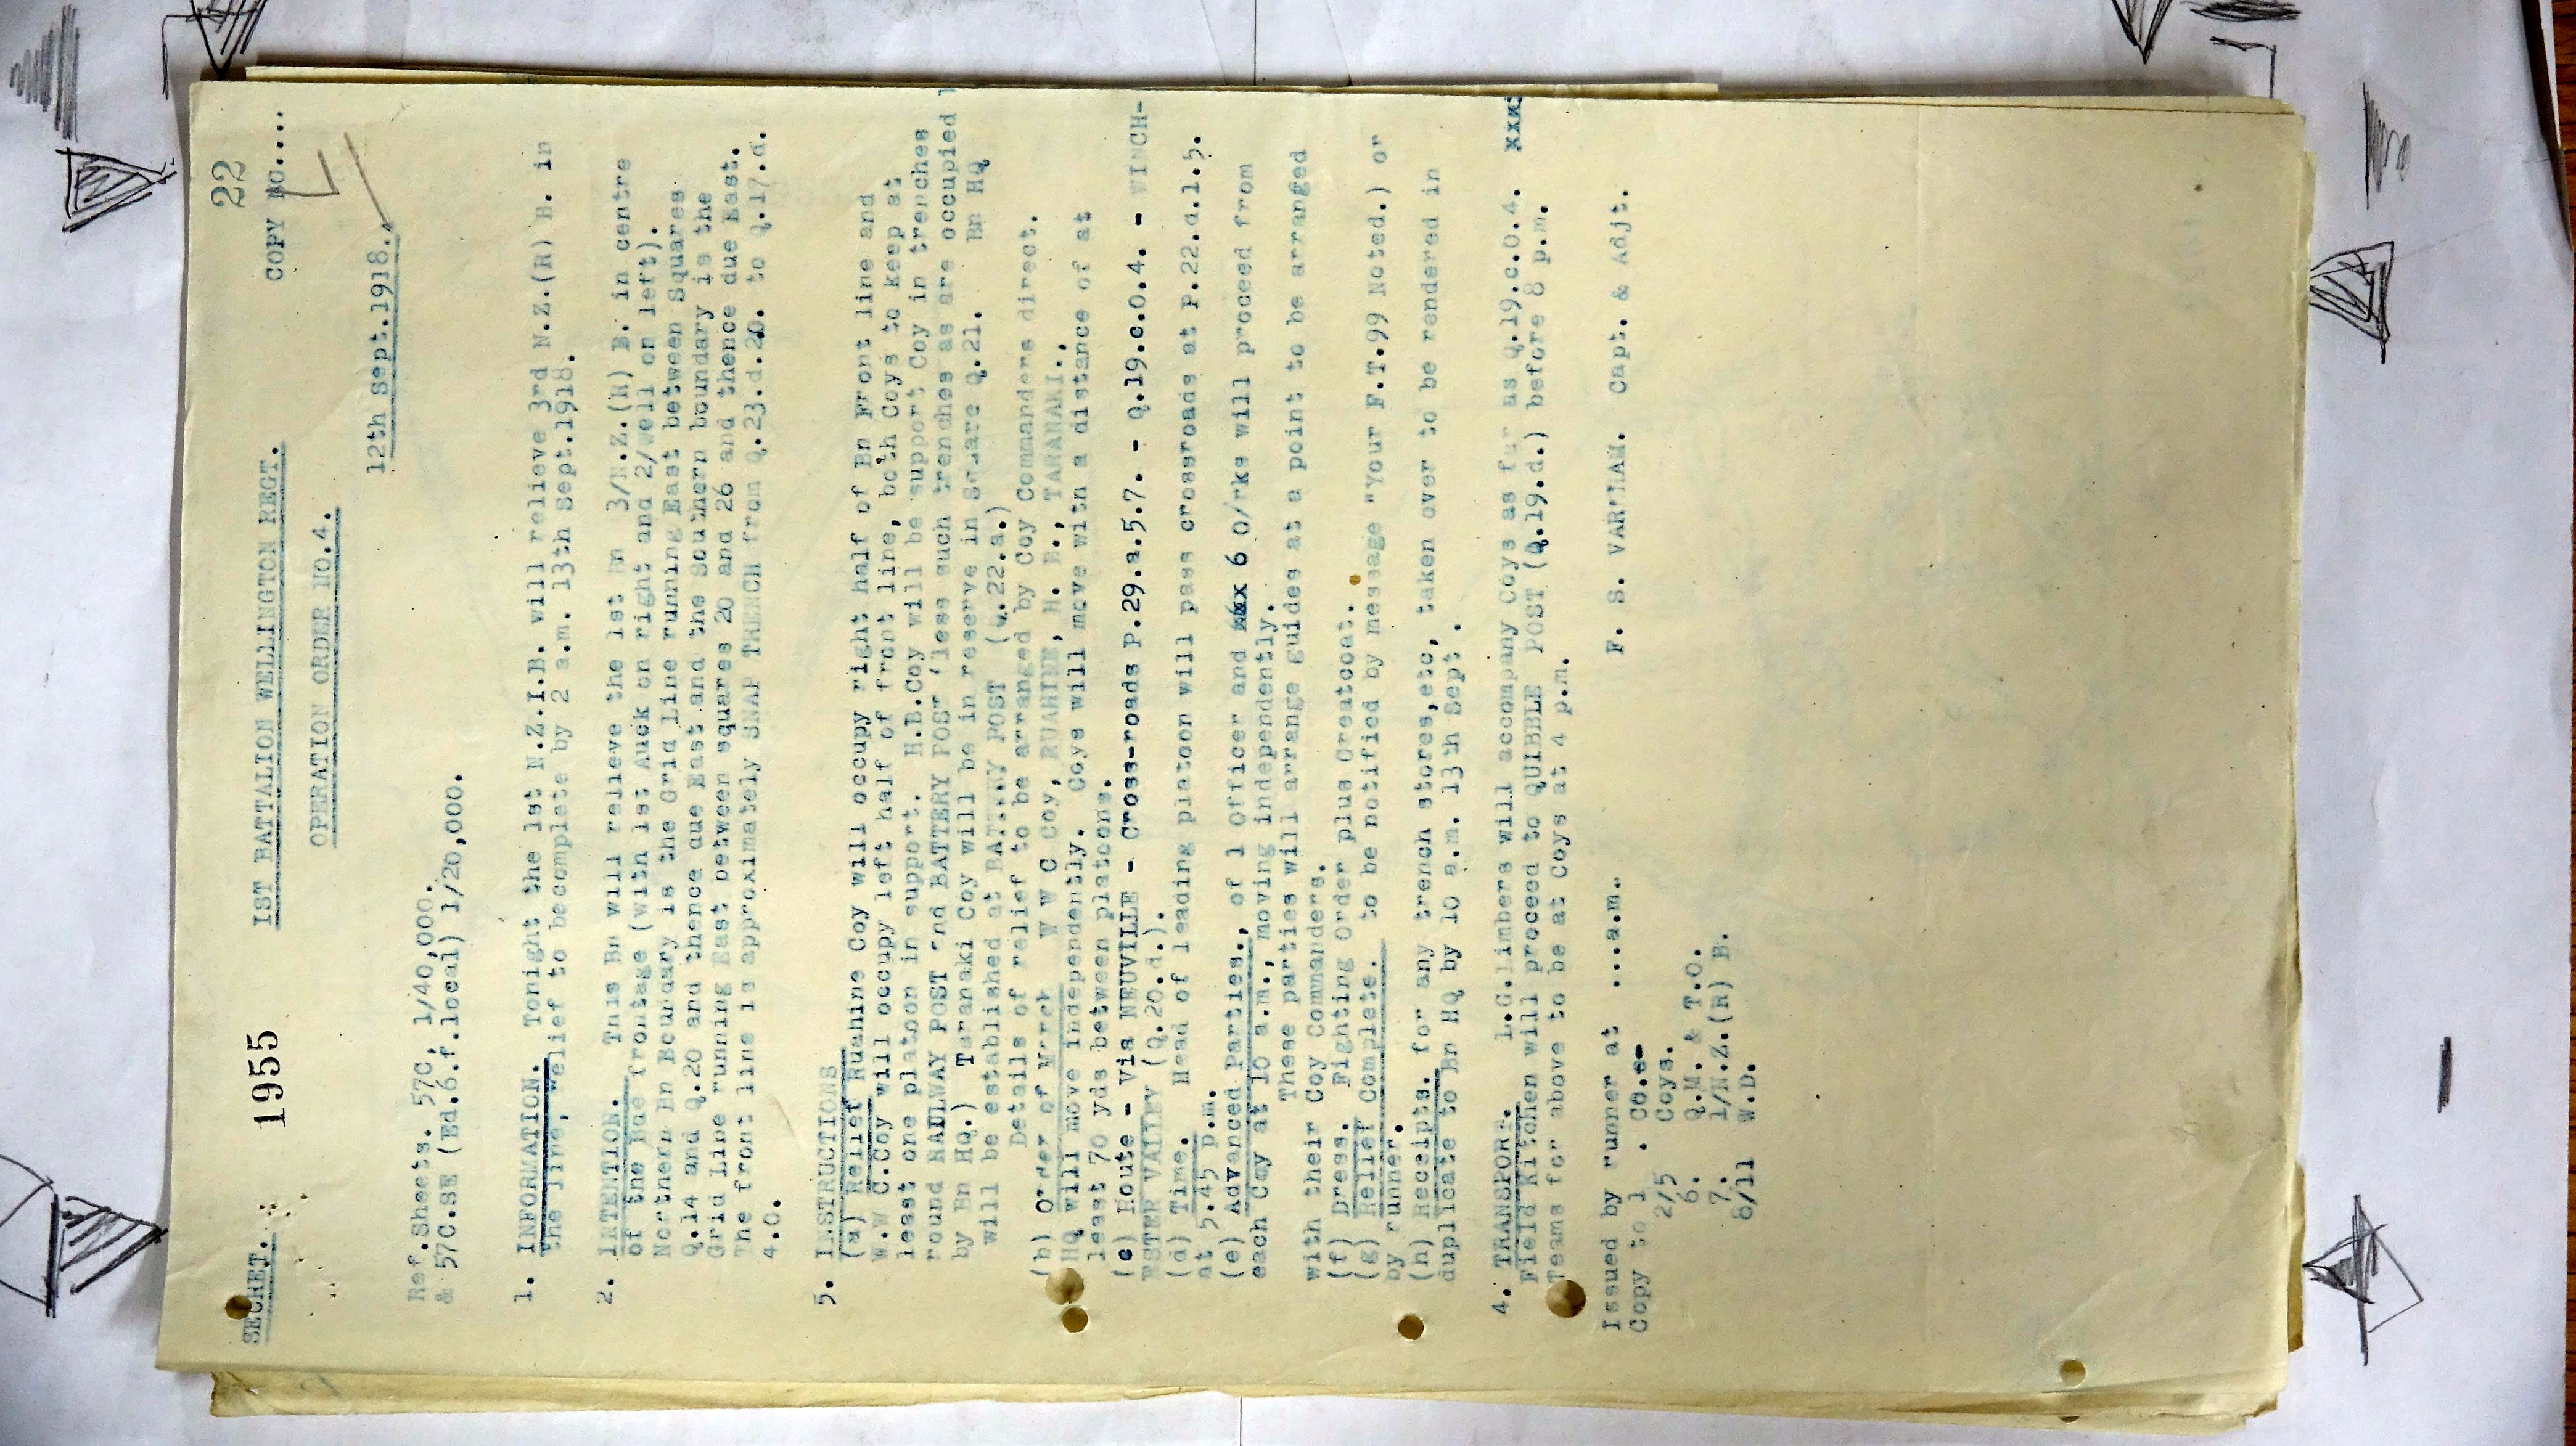 22
SECRET. 1955 IST BATTALION WELLINGTON REGT. COPY NO....
OPERATION ORDER NO.4.
12th Sept.1918.
Ref.Sheets. 57C, 1/40,000.
& 57C.SE (Ed.6.f.local) 1/20,000.
1. INFORMATION. Tonight the 1st N.Z.I.B. will relieve 3rd N.Z.(R) B. in
the line, relief to becomplete by 2 a.m. 13th Sept.1918.
2. INTENTION. This Bn will relieve the 1st Bn 3/N.Z.(R) B. in centre
of the Bde frontage (with 1st Auck on right and 2/Well on left).
Northern Bn Boundary is the Grid Line running East between Squares
Q.14 and Q.20 and thence due East and the Southern boundary is the
Grid Line running East between squares 20 and 26 and thence due East.
The front line is approximately SNAP TRENCH from Q.23.d.20. to Q.17.d.
4.0.
3. INSTRUCTIONS
(a) Relief Ruahine Coy will occupy right half of Bn Front line and
W.W C.Coy will occupy left half of front line, both Coys to keep at
least one platoon in support. H.B.Coy will be support Coy in trenches
round RAILWAY POST and BATTERY POST (less such trenches as are occupied
by Bn HQ.) Taranaki Coy will be in reserve in Square Q.21. Bn HQ
will be established at BATTERY POST (Q.22.a.)
Details of relief to be arranged by Coy Commanders direct.
(b) Order of March W W C Coy, RUAHINE, H. B., TARANAKI.,
HQ will move independently. Coys will move with a distance of at
least 70 yds between platoons.
(c) Route - Via NEUVILLE - Cross-roads P.29.a.5.7. - Q.19.c.0.4. - WINCH-
ESTER VALLEY (Q.20.d.).
(d) Time. Head of leading platoon will pass crossroads at P.22.d.1.5.
at 5.45 p.m.
(e) Advanced Parties., of 1 Officer and xxx 6 O/rks will proceed from
each Coy at 10 a.m., moving independently.
These parties will arrange guides at a point to be arranged
with their Coy Commanders.
(f) Dress. Fighting Order plus Greatcoat.
(g) Relief Complete. to be notified by message "Your F.T.99 Noted.) or
by runner.
(h) Receipts. for any trench stores,etc, taken over to be rendered in
duplicate to Bn HQ by 10 a.m. 13th Sept.
4. TRANSPORT. L.G.limbers will accompany Coys as far as Q.19.c.0.4. xxx
Field Kitchen will proceed to QUIBBLE POST (Q.19.d.) before 8 p.m.
Teams for above to be at Coys at 4 p.m.
Issued by runner at ...a.m. F. S. VARNHAM. Capt. & Adjt.
Copy to 1. CO.
2/5 Coys.
6. Q.M. & T.O.
7. 1/N.Z.(R) B.
8/11 W.D.